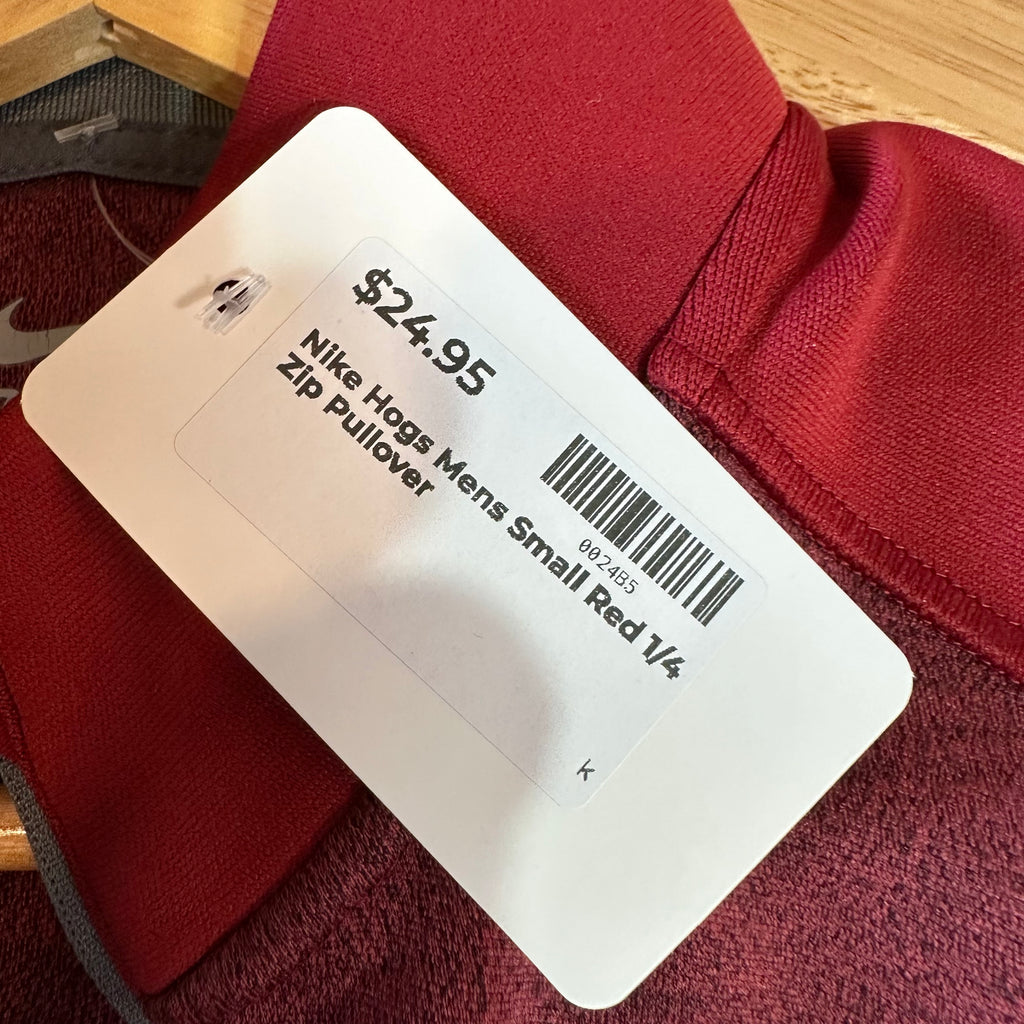 $24.95
Nike Hogs Mens Small Red 1/4
Zip Pullover
0024B5
k